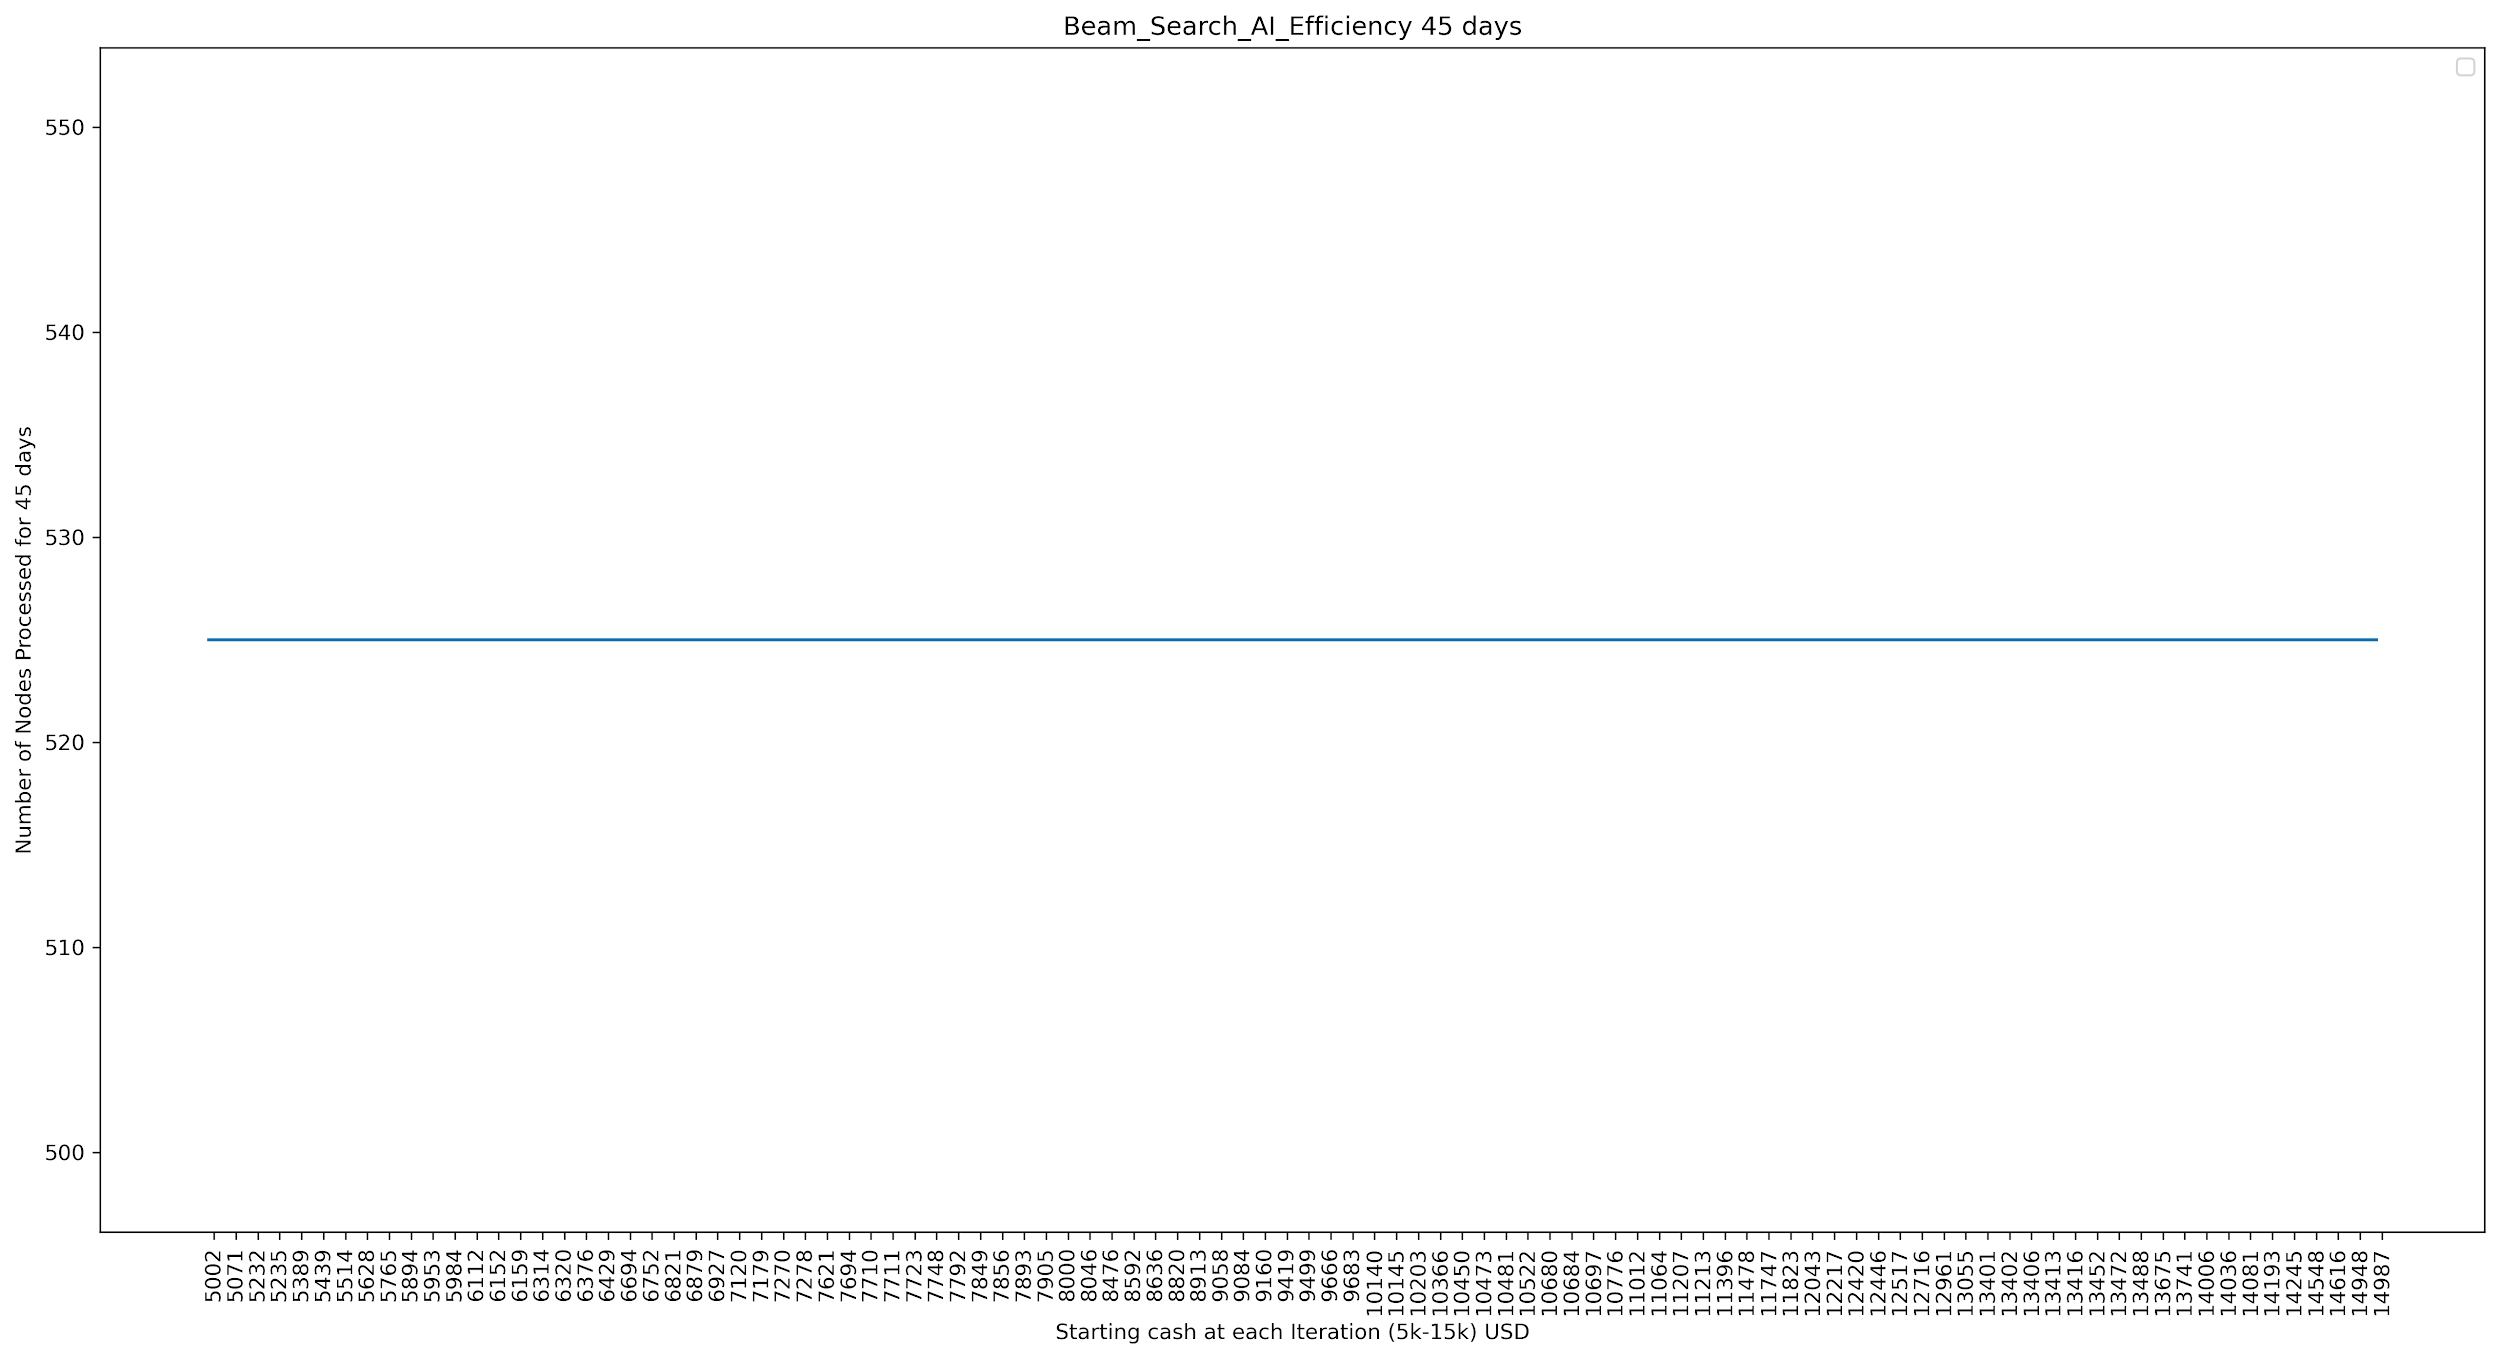 Beam_Search_AI_Efficiency 45 days
Number of Nodes Processed for 45 days
550
540
530
520
510
500
5002 5071 5232 5235 5389 5439 5514 5628 5765 5894 5953 5984 6112 6152 6159 6314 6320 6376 6429 6694 6752 6821 6879 6927 7120 7179 7270 7278 7621 7694 7710 7711 7723 7748 7792 7849 7856 7893 7905 8000 8046 8476 8592 8636 8820 8913 9058 9084 9160 9419 9499 9666 9683 10140 10145 10203 10366 10450 10473 10481 10522 10680 10684 10697 10776 11012 11064 11207 11213 11396 11478 11747 11823 12043 12217 12420 12446 12517 12716 12961 13055 13401 13402 13406 13413 13416 13452 13472 13488 13675 13741 14006 14036 14081 14193 14245 14548 14616 14948 14987
Starting cash at each Iteration (5k-15k) USD